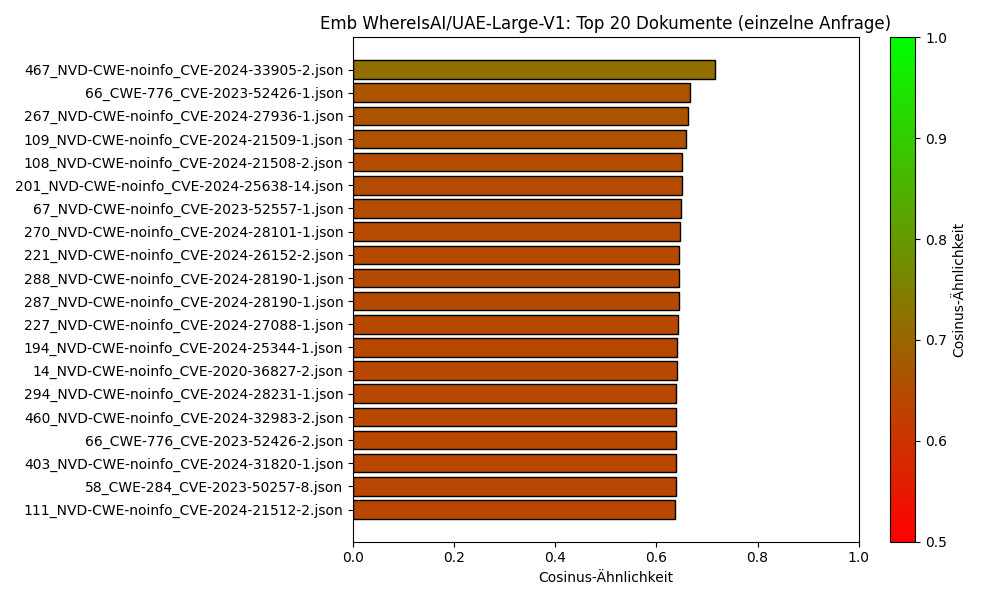 Emb WhereIsAI/UAE-Large-V1: Top 20 Dokumente (einzelne Anfrage)
467_NVD-CWE-noinfo_CVE-2024-33905-2.json
66_CWE-776_CVE-2023-52426-1.json
267_NVD-CWE-noinfo_CVE-2024-27936-1.json
109_NVD-CWE-noinfo_CVE-2024-21509-1.json
108_NVD-CWE-noinfo_CVE-2024-21508-2.json
201_NVD-CWE-noinfo_CVE-2024-25638-14.json
67_NVD-CWE-noinfo_CVE-2023-52557-1.json
270_NVD-CWE-noinfo_CVE-2024-28101-1.json
221_NVD-CWE-noinfo_CVE-2024-26152-2.json
288_NVD-CWE-noinfo_CVE-2024-28190-1.json
287_NVD-CWE-noinfo_CVE-2024-28190-1.json
227_NVD-CWE-noinfo_CVE-2024-27088-1.json
194_NVD-CWE-noinfo_CVE-2024-25344-1.json
14_NVD-CWE-noinfo_CVE-2020-36827-2.json
294_NVD-CWE-noinfo_CVE-2024-28231-1.json
460_NVD-CWE-noinfo_CVE-2024-32983-2.json
66_CWE-776_CVE-2023-52426-2.json
403_NVD-CWE-noinfo_CVE-2024-31820-1.json
58_CWE-284_CVE-2023-50257-8.json
111_NVD-CWE-noinfo_CVE-2024-21512-2.json
0.0 0.2 0.4 0.6 0.8 1.0
Cosinus-Ähnlichkeit
1.0
0.9
0.8
0.7
0.6
0.5
Cosinus-Ähnlichkeit